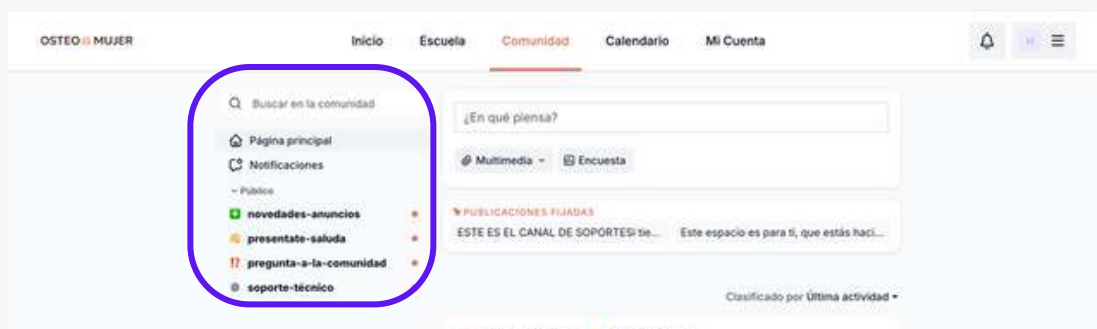 OSTEO MUJER
Inicio Escuela Comunidad Calendario Mi Cuenta
Buscar en la comunidad
Página principal
Notificaciones
Público
novedades-anuncios
presentate-saluda
pregunta-a-la-comunidad
soporte-técnico
¿En qué piensa?
Multimedia Encuesta
PUBLICACIONES FIJADAS
ESTE ES EL CANAL DE SOPORTESi tie... Este espacio es para ti, que estás haci...
Clasificado por Última actividad